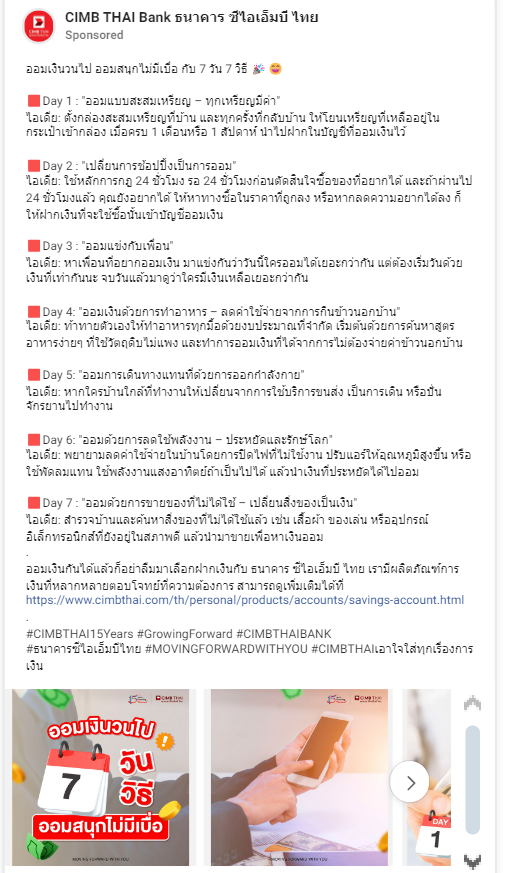 CIMB THAI Bank ธนาคาร ซีไอเอ็มบี ไทย
Sponsored
ออมเงินวนไป ออมสนุกไม่มีเบื่อ กับ 7 วัน 7 วิธี 🎉 😆
🟥Day 1 : "ออมแบบสะสมเหรียญ – ทุกเหรียญมีค่า"
ไอเดีย: ตั้งกล่องสะสมเหรียญที่บ้าน และทุกครั้งที่กลับบ้าน ให้โยนเหรียญที่เหลืออยู่ใน
กระเป๋าเข้ากล่อง เมื่อครบ 1 เดือนหรือ 1 สัปดาห์ นำไปฝากในบัญชีที่ออมเงินไว้
🟥Day 2 : "เปลี่ยนการช้อปปิ้งเป็นการออม"
ไอเดีย: ใช้หลักการกฎ 24 ชั่วโมง รอ 24 ชั่วโมงก่อนตัดสินใจซื้อของที่อยากได้ และถ้าผ่านไป
24 ชั่วโมงแล้ว คุณยังอยากได้ ให้หาทางซื้อในราคาที่ถูกลง หรือหากลดความอยากได้ลง ก็
ให้ฝากเงินที่จะใช้ซื้อนั้นเข้าบัญชีออมเงิน
🟥Day 3 : "ออมแข่งกับเพื่อน"
ไอเดีย: หาเพื่อนที่อยากออมเงิน มาแข่งกันว่าวันนี้ใครออมได้เยอะกว่ากัน แต่ต้องเริ่มวันด้วย
เงินที่เท่ากันนะ จบวันแล้วมาดูว่าใครมีเงินเหลือเยอะกว่ากัน
🟥Day 4: "ออมเงินด้วยการทำอาหาร – ลดค่าใช้จ่ายจากการกินข้าวนอกบ้าน"
ไอเดีย: ท้าทายตัวเองให้ทำอาหารทุกมื้อด้วยงบประมาณที่จำกัด เริ่มต้นด้วยการค้นหาสูตร
อาหารง่ายๆ ที่ใช้วัตถุดิบไม่แพง และทำการออมเงินที่ได้จากการไม่ต้องจ่ายค่าข้าวนอกบ้าน
🟥Day 5: "ออมการเดินทางแทนที่ด้วยการออกกำลังกาย"
ไอเดีย: หากใครบ้านใกล้ที่ทำงานให้เปลี่ยนจากการใช้บริการขนส่ง เป็นการเดิน หรือปั่น
จักรยานไปทำงาน
🟥Day 6: "ออมด้วยการลดใช้พลังงาน – ประหยัดและรักษ์โลก"
ไอเดีย: พยายามลดค่าใช้จ่ายในบ้านโดยการปิดไฟที่ไม่ใช้งาน ปรับแอร์ให้อุณหภูมิสูงขึ้น หรือ
ใช้พัดลมแทน ใช้พลังงานแสงอาทิตย์ถ้าเป็นไปได้ แล้วนำเงินที่ประหยัดได้ไปออม
🟥Day 7 : "ออมด้วยการขายของที่ไม่ได้ใช้ – เปลี่ยนสิ่งของเป็นเงิน"
ไอเดีย: สำรวจบ้านและค้นหาสิ่งของที่ไม่ได้ใช้แล้ว เช่น เสื้อผ้า ของเล่น หรืออุปกรณ์
อิเล็กทรอนิกส์ที่ยังอยู่ในสภาพดี แล้วนำมาขายเพื่อหาเงินออม
.
ออมเงินกันได้แล้วก็อย่าลืมมาเลือกฝากเงินกับ ธนาคาร ซีไอเอ็มบี ไทย เรามีผลิตภัณฑ์การ
เงินที่หลากหลายตอบโจทย์ที่ความต้องการ สามารถดูเพิ่มเติมได้ที่
https://www.cimbthai.com/th/personal/products/accounts/savings-account.html
.
#CIMBTHAI15Years #GrowingForward #CIMBTHAIBANK
#ธนาคารซีไอเอ็มบีไทย #MOVINGFORWARDWITHYOU #CIMBTHAIเอาใจใส่ทุกเรื่องการ
เงิน
CIMB THAI
ออมเงินวนไป
7
วัน
วิธี
ออมสนุกไม่มีเบื่อ
MOVING FORWARD WITH YOU
CIMB THAI
MOVING FORWARD WITH YOU
DAY
1